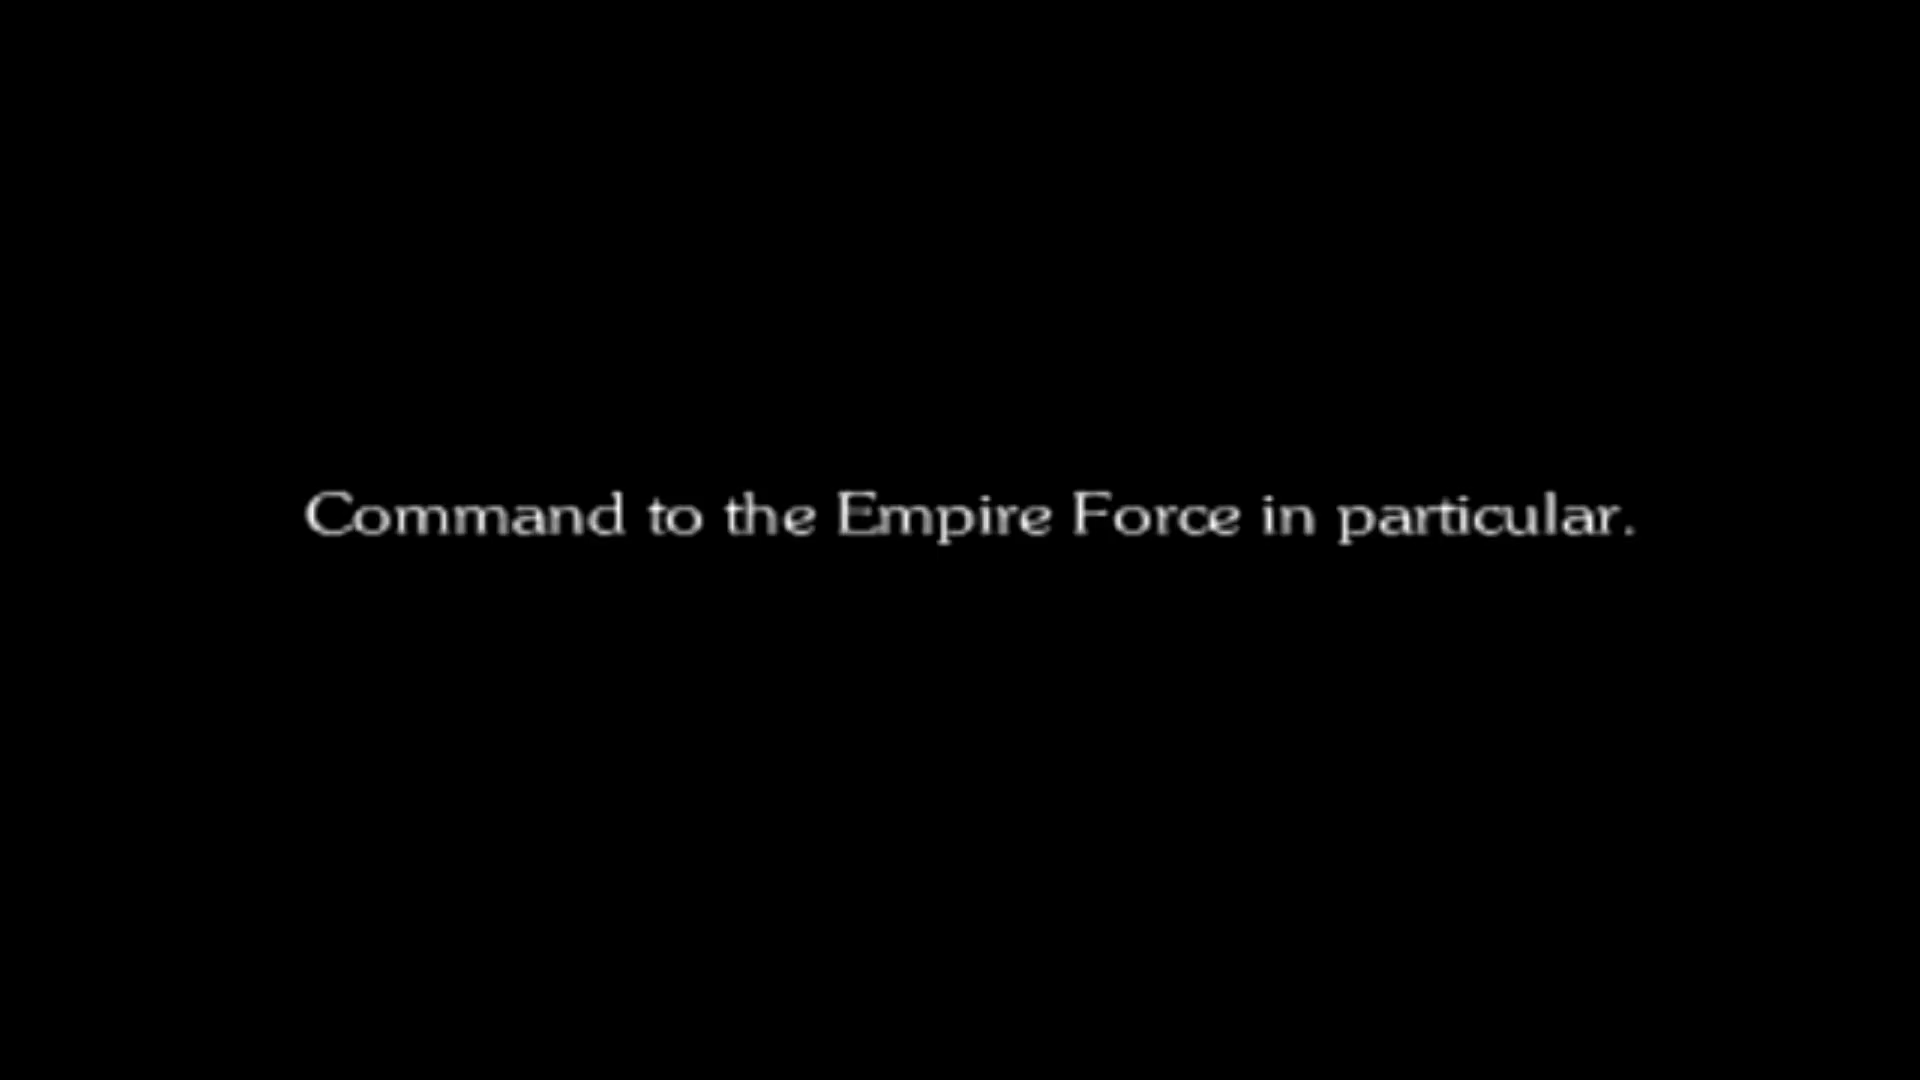 Command to the Empire Force in particular.